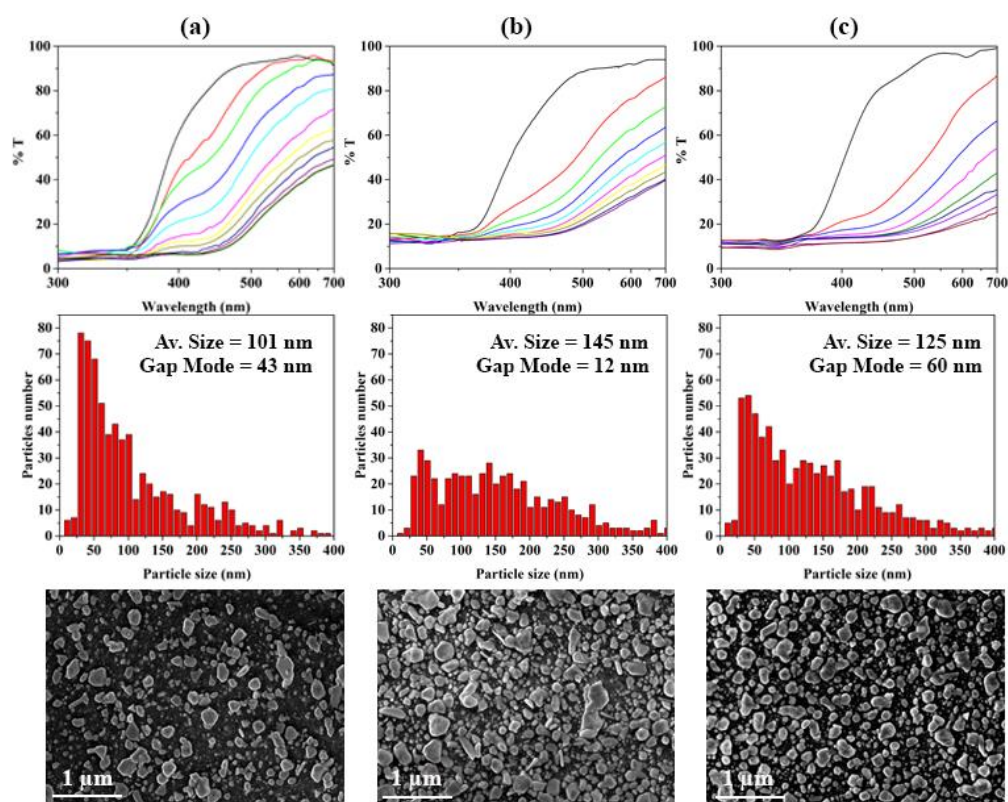 (a) (b) (c)
% T
100
80
60
40
20
0
300 400 500 600 700
Wavelength (nm)
% T
100
80
60
40
20
0
300 400 500 600 700
Wavelength (nm)
% T
100
80
60
40
20
0
300 400 500 600 700
Wavelength (nm)
Particles number
80
70
60
50
40
30
20
10
0
Av. Size = 101 nm
Gap Mode = 43 nm
0 50 100 150 200 250 300 350 400
Particle size (nm)
Particles number
80
70
60
50
40
30
20
10
0
Av. Size = 145 nm
Gap Mode = 12 nm
0 50 100 150 200 250 300 350 400
Particle size (nm)
Particles number
80
70
60
50
40
30
20
10
0
Av. Size = 125 nm
Gap Mode = 60 nm
0 50 100 150 200 250 300 350 400
Particle size (nm)
1 µm
1 µm
1 µm